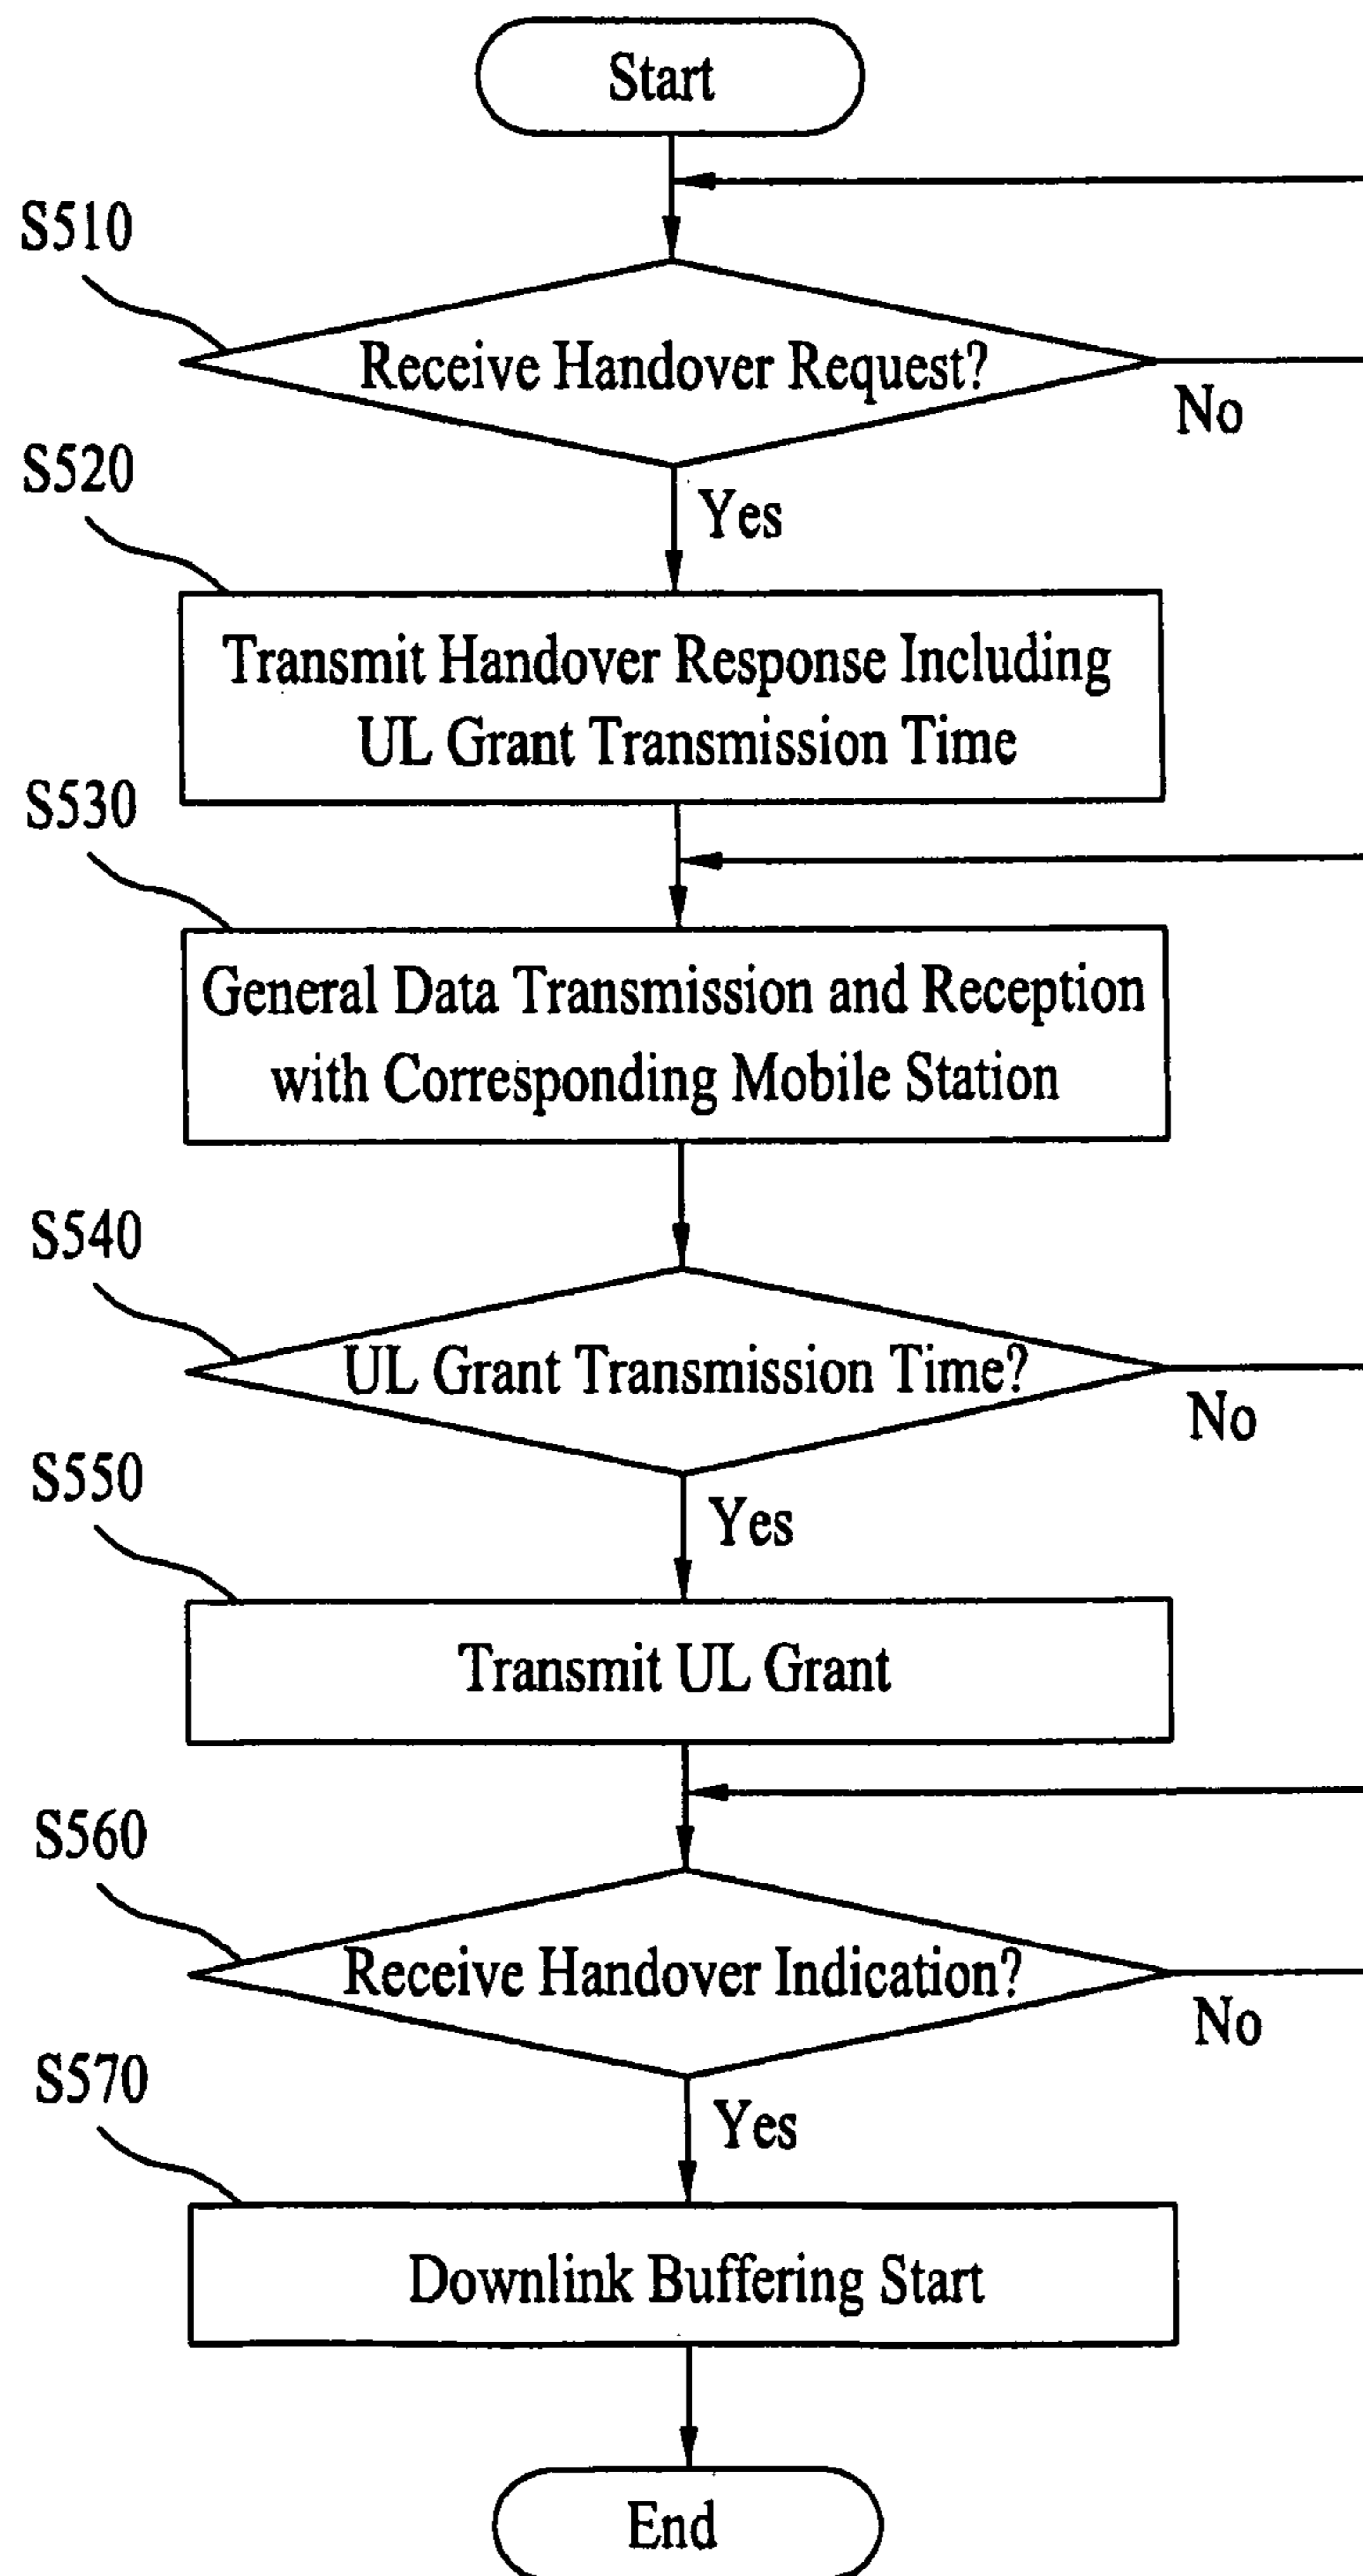 Start
S510
Receive Handover Request?
No
S520
Yes
Transmit Handover Response Including
UL Grant Transmission Time
S530
General Data Transmission and Reception
with Corresponding Mobile Station
S540
UL Grant Transmission Time?
No
S550
Yes
Transmit UL Grant
S560
Receive Handover Indication?
No
S570
Yes
Downlink Buffering Start
End